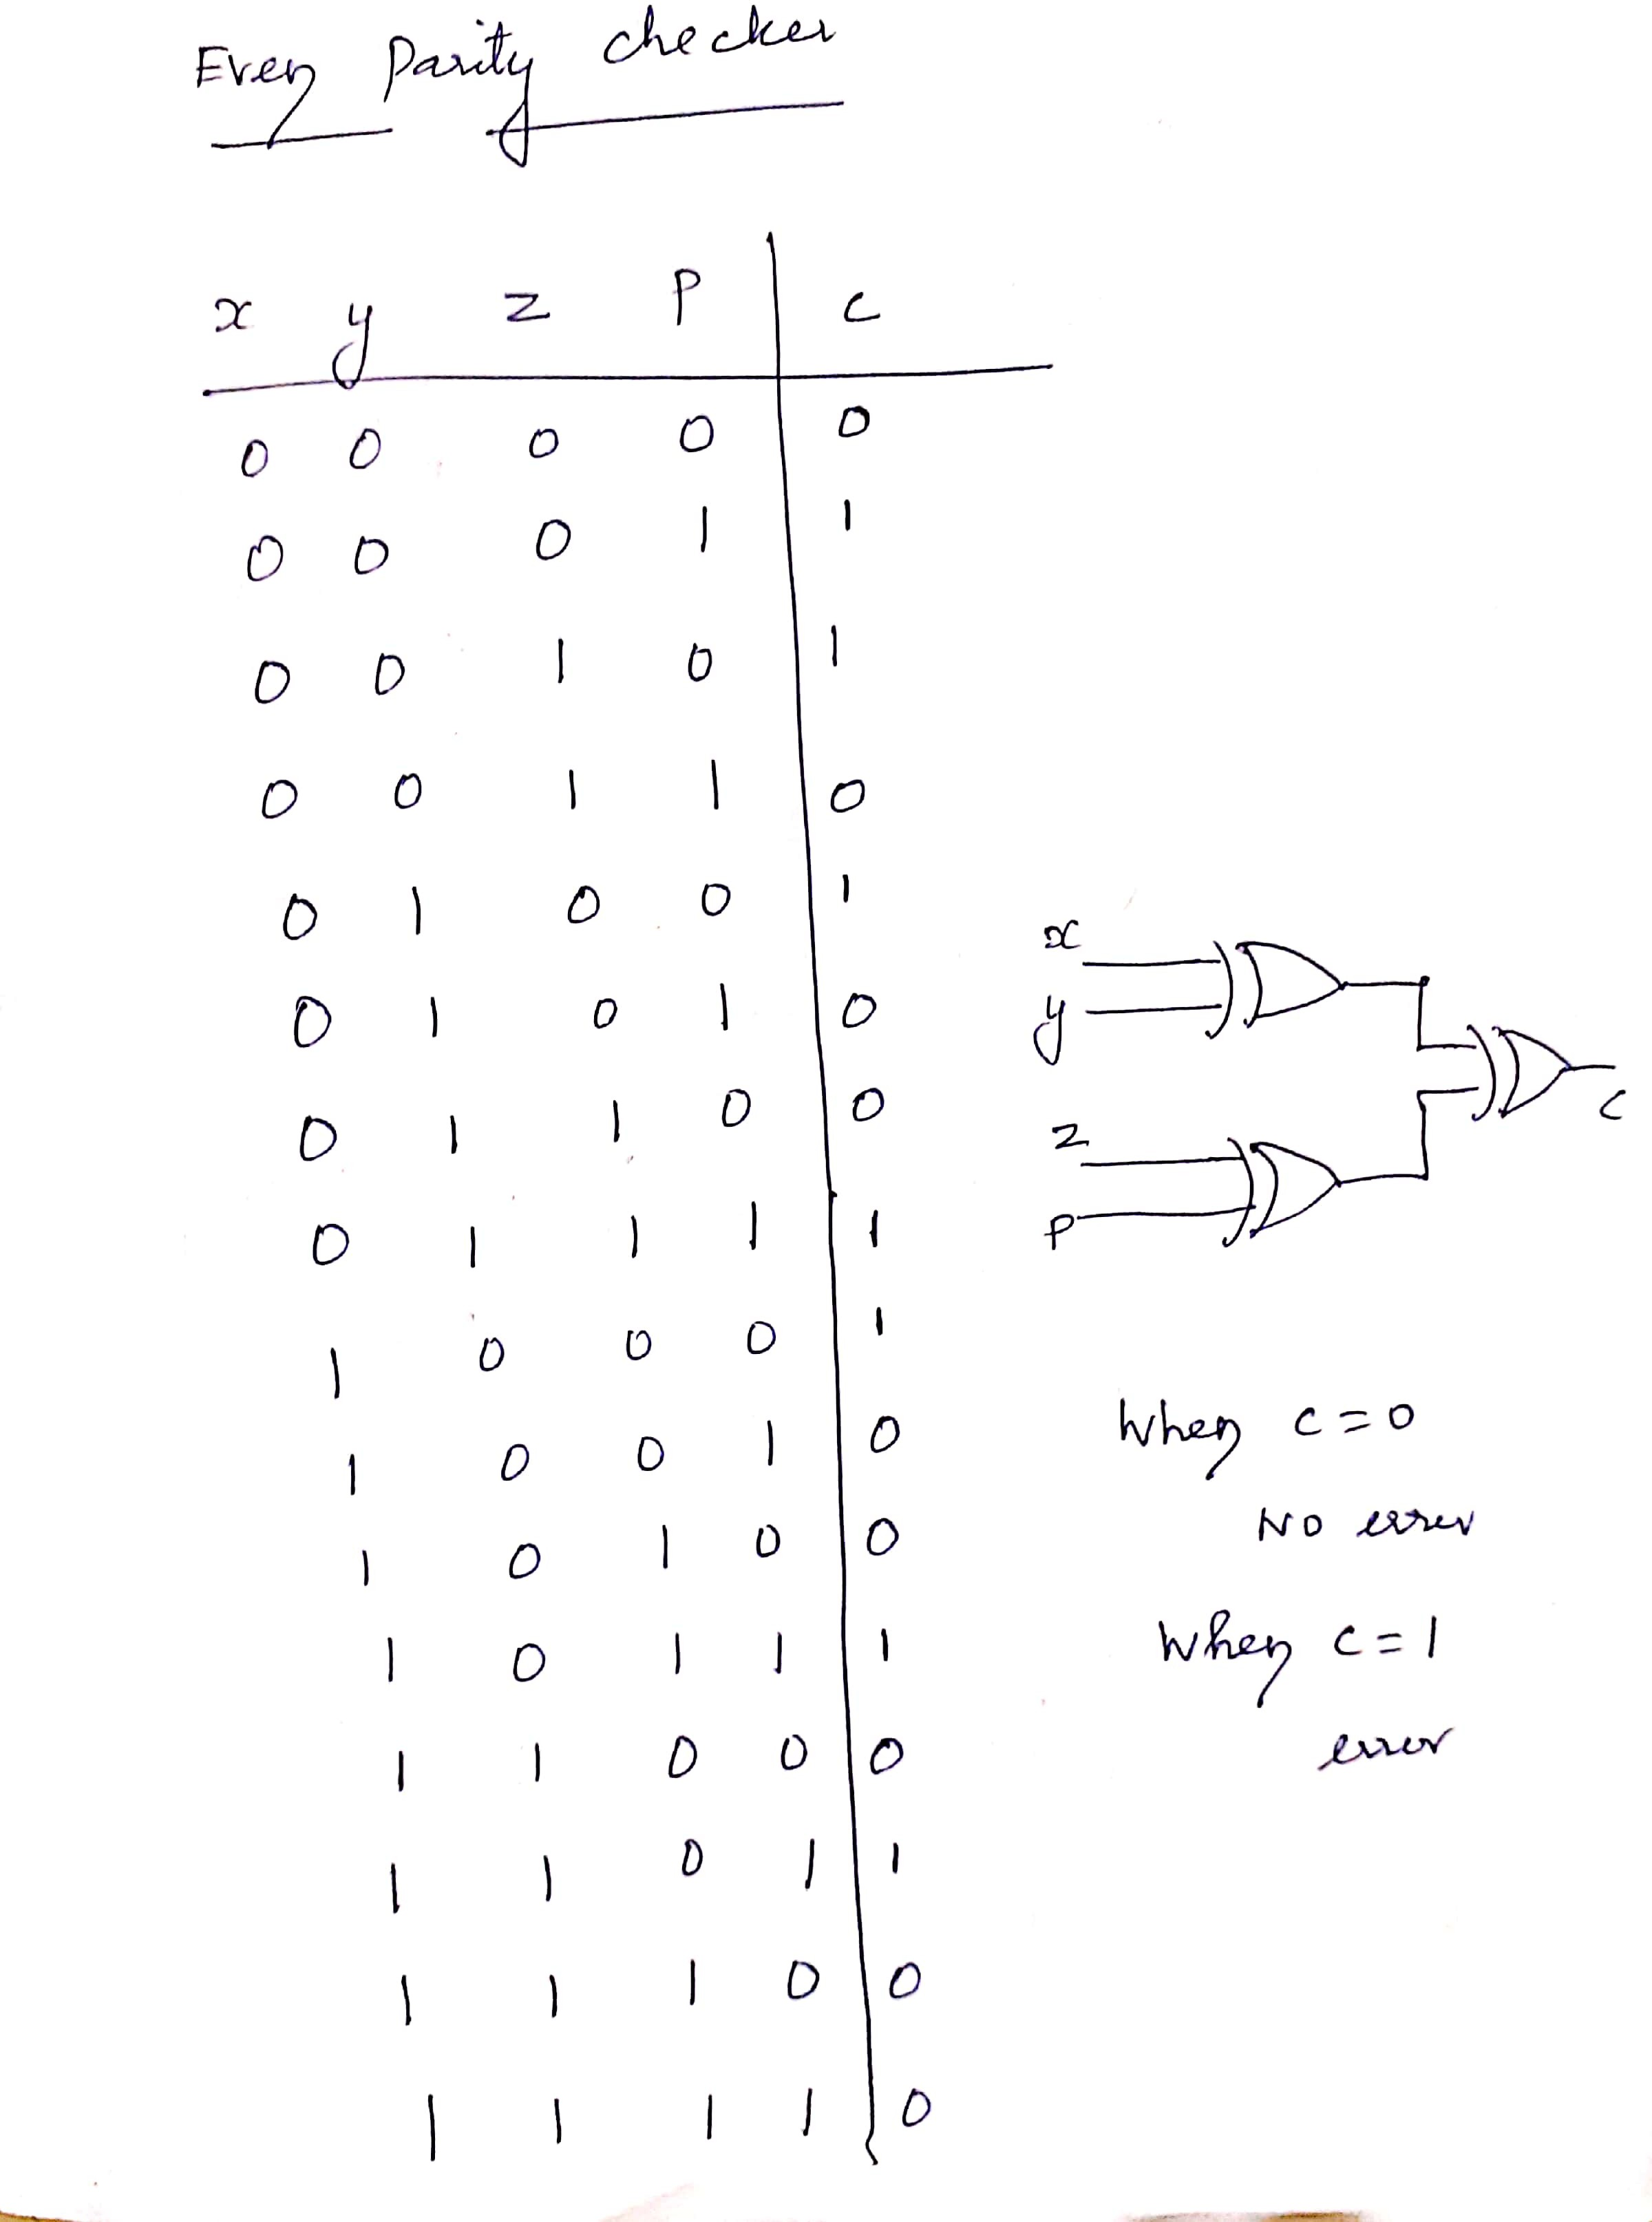 Even Parity checker
x y z P c
0 0 0 0 0
0 0 0 1 1
0 0 1 0 1
0 0 1 1 0
0 1 0 0 1
0 1 0 1 0
0 1 1 0 0
0 1 1 1 1
1 0 0 0 1
1 0 0 1 0
1 0 1 0 0
1 0 1 1 1
1 1 0 0 0
1 1 0 1 1
1 1 1 0 0
1 1 1 1 0
x
y
z
P
c
When c=0
No error
When c=1
error